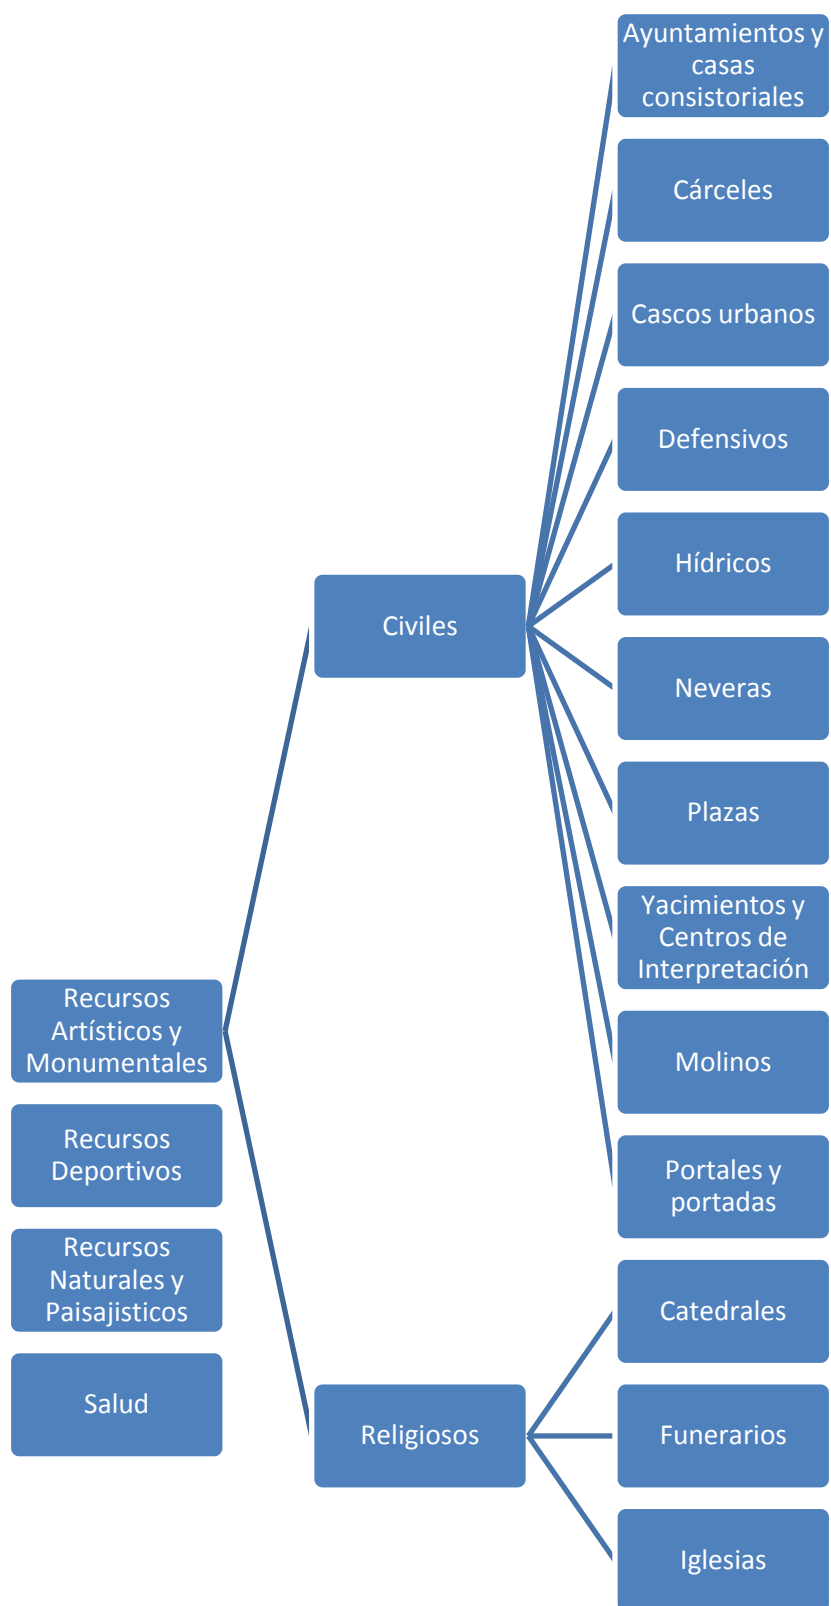 Recursos
Artísticos y
Monumentales
Recursos
Deportivos
Recursos
Naturales y
Paisajisticos
Salud
Civiles
Religiosos
Ayuntamientos y
casas
consistoriales
Cárceles
Cascos urbanos
Defensivos
Hídricos
Neveras
Plazas
Yacimientos y
Centros de
Interpretación
Molinos
Portales y
portadas
Catedrales
Funerarios
Iglesias